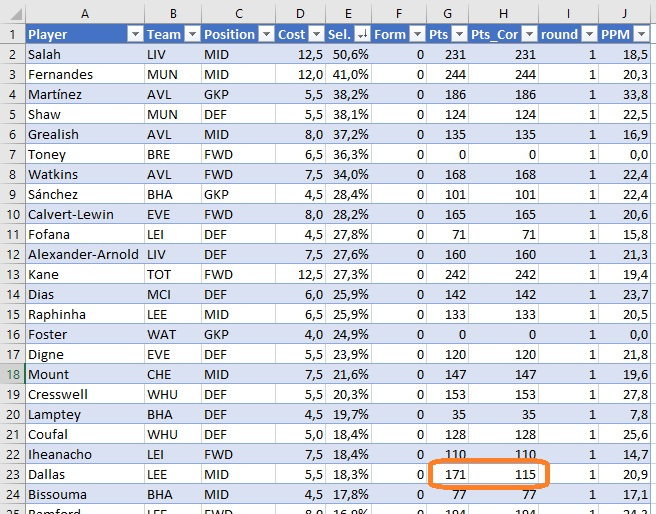 A B C D E F G H I J
1 Player Team Position Cost Sel. Form Pts Pts_Cor round PPM
2 Salah LIV MID 12,5 50,6% 0 231 231 1 18,5
3 Fernandes MUN MID 12,0 41,0% 0 244 244 1 20,3
4 Martínez AVL GKP 5,5 38,2% 0 186 186 1 33,8
5 Shaw MUN DEF 5,5 38,1% 0 124 124 1 22,5
6 Grealish AVL MID 8,0 37,2% 0 135 135 1 16,9
7 Toney BRE FWD 6,5 36,3% 0 0 0 1 0,0
8 Watkins AVL FWD 7,5 34,0% 0 168 168 1 22,4
9 Sánchez BHA GKP 4,5 28,4% 0 101 101 1 22,4
10 Calvert-Lewin EVE FWD 8,0 28,2% 0 165 165 1 20,6
11 Fofana LEI DEF 4,5 27,8% 0 71 71 1 15,8
12 Alexander-Arnold LIV DEF 7,5 27,6% 0 160 160 1 21,3
13 Kane TOT FWD 12,5 27,3% 0 242 242 1 19,4
14 Dias MCI DEF 6,0 25,9% 0 142 142 1 23,7
15 Raphinha LEE MID 6,5 25,9% 0 133 133 1 20,5
16 Foster WAT GKP 4,0 24,9% 0 0 0 1 0,0
17 Digne EVE DEF 5,5 23,9% 0 120 120 1 21,8
18 Mount CHE MID 7,5 21,6% 0 147 147 1 19,6
19 Cresswell WHU DEF 5,5 20,3% 0 153 153 1 27,8
20 Lamptey BHA DEF 4,5 19,7% 0 35 35 1 7,8
21 Coufal WHU DEF 5,0 18,4% 0 128 128 1 25,6
22 Iheanacho LEI FWD 7,5 18,4% 0 110 110 1 14,7
23 Dallas LEE MID 5,5 18,3% 0 171 115 1 20,9
24 Bissouma BHA MID 4,5 17,8% 0 77 77 1 17,1